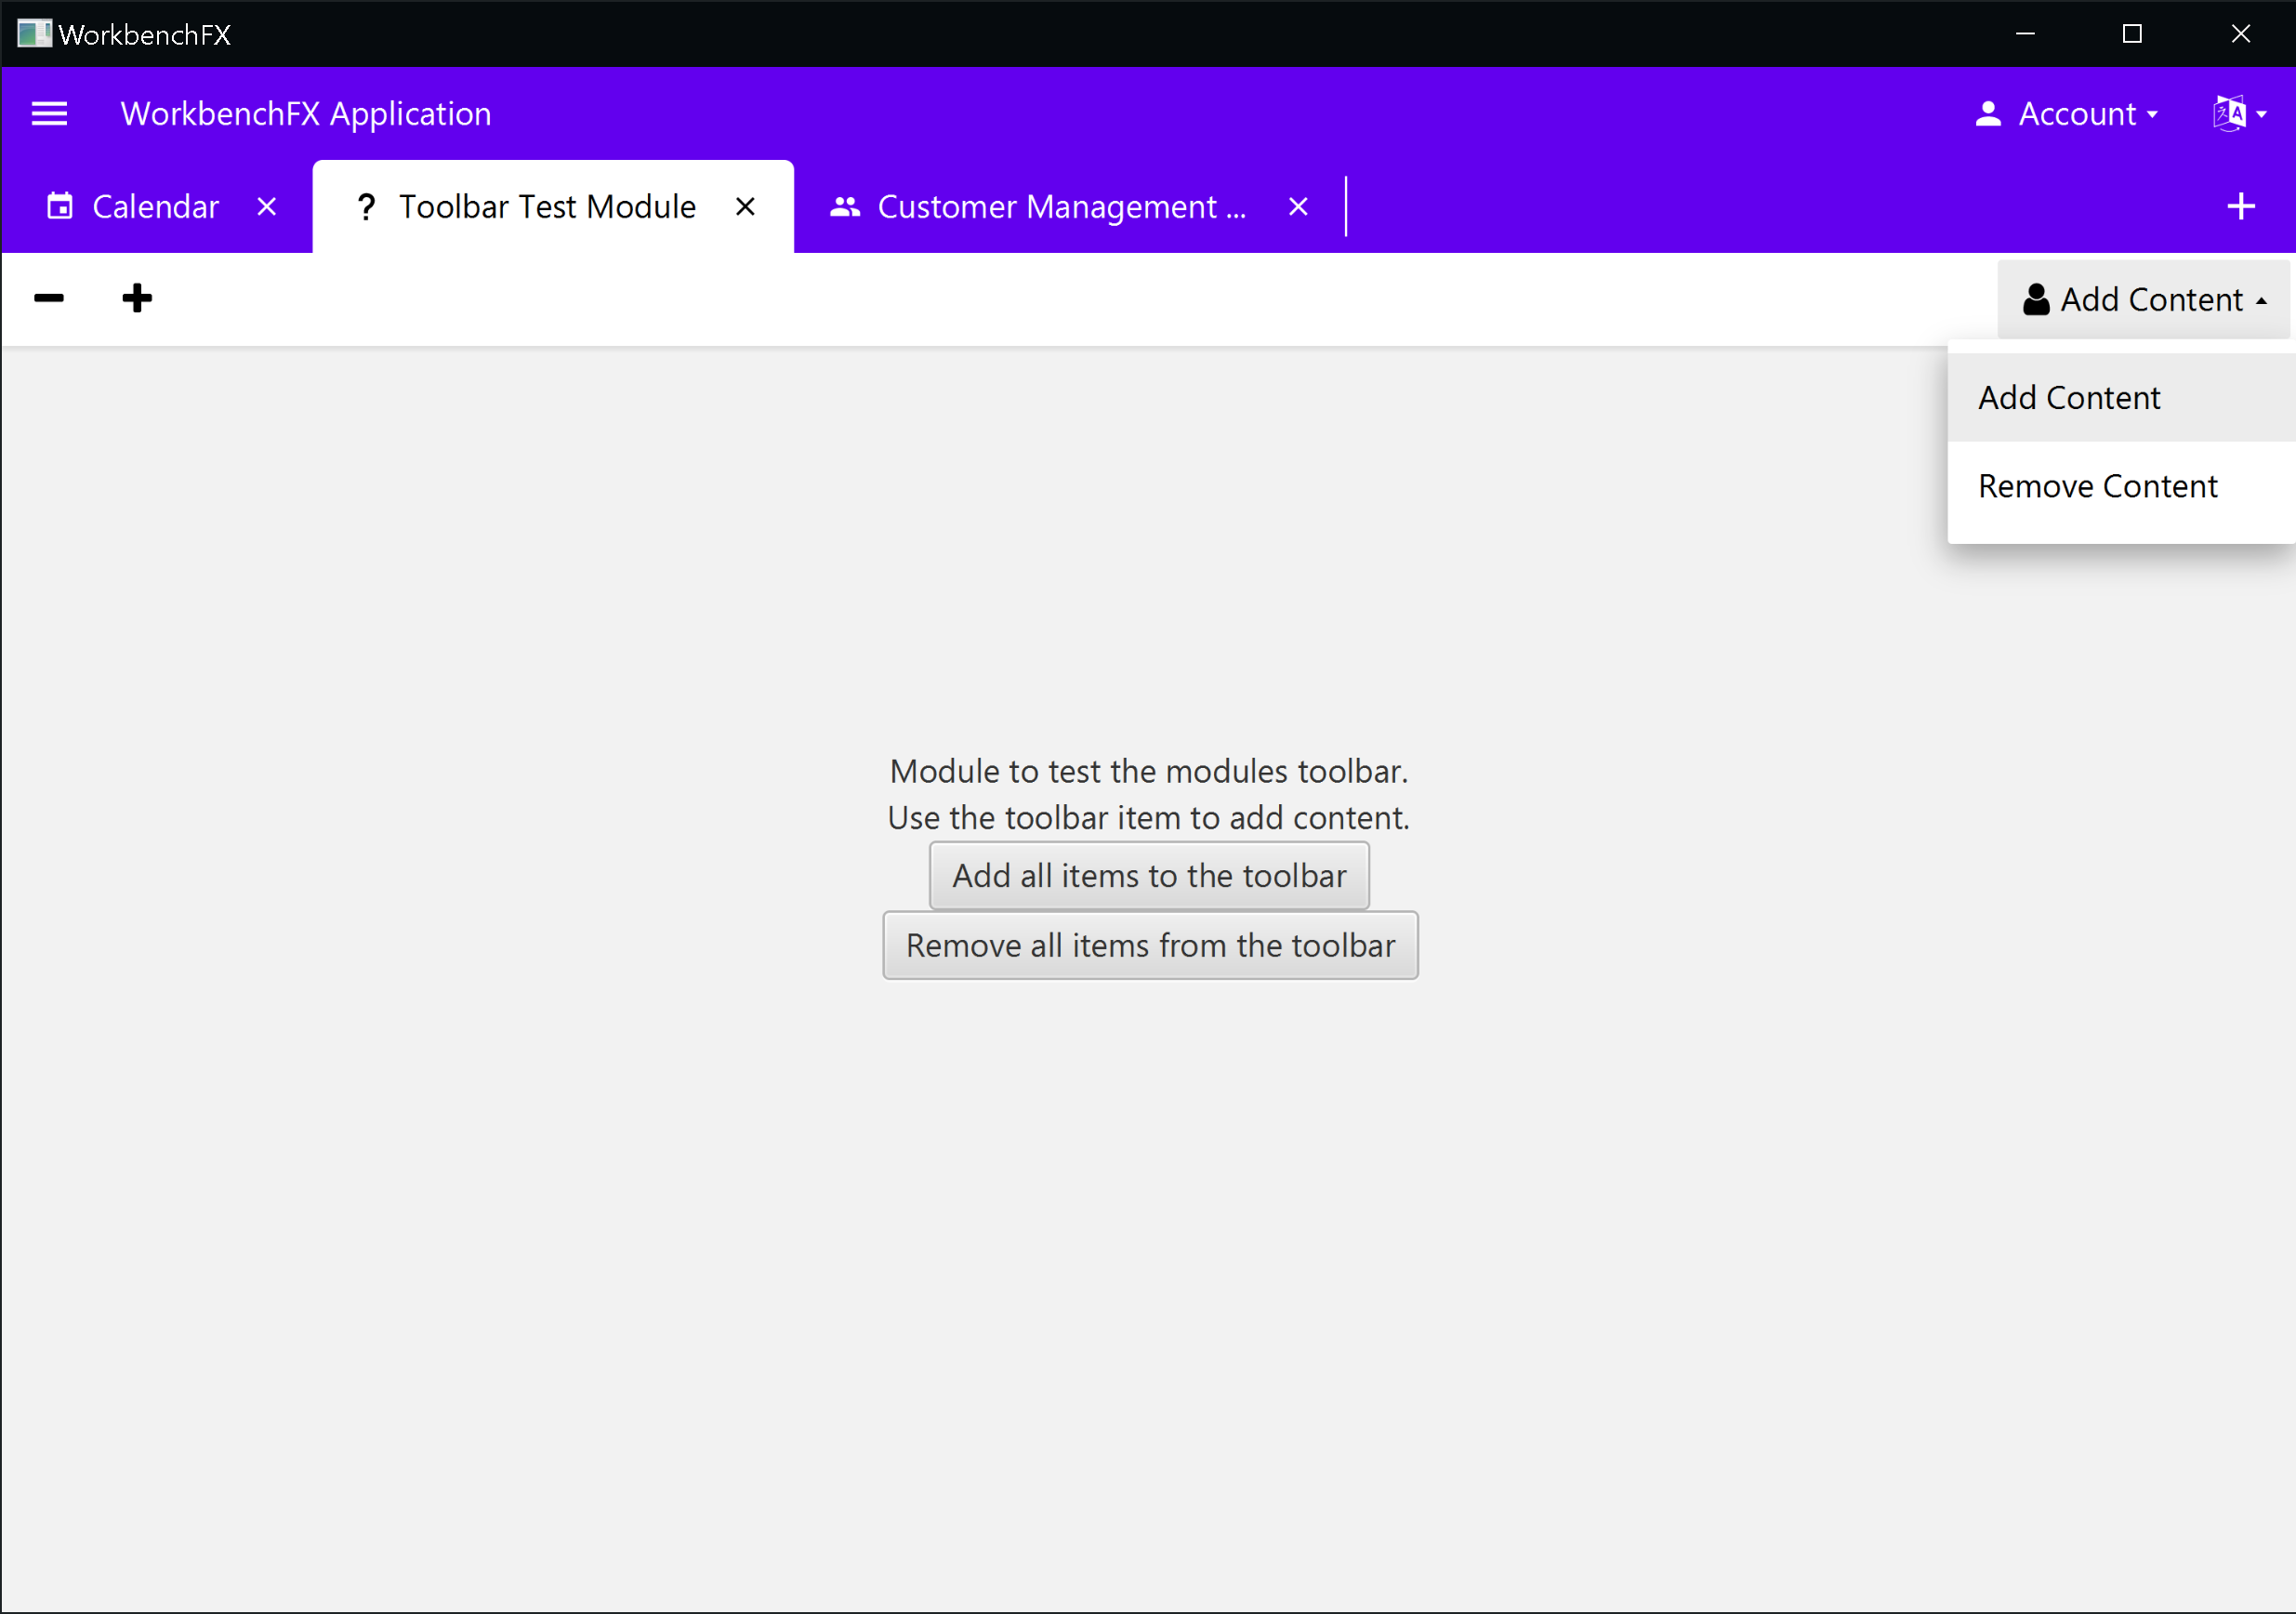 WorkbenchFX
WorkbenchFX Application
Account
Calendar
? Toolbar Test Module
Customer Management ...
Add Content
Add Content
Remove Content
Module to test the modules toolbar.
Use the toolbar item to add content.
Add all items to the toolbar
Remove all items from the toolbar